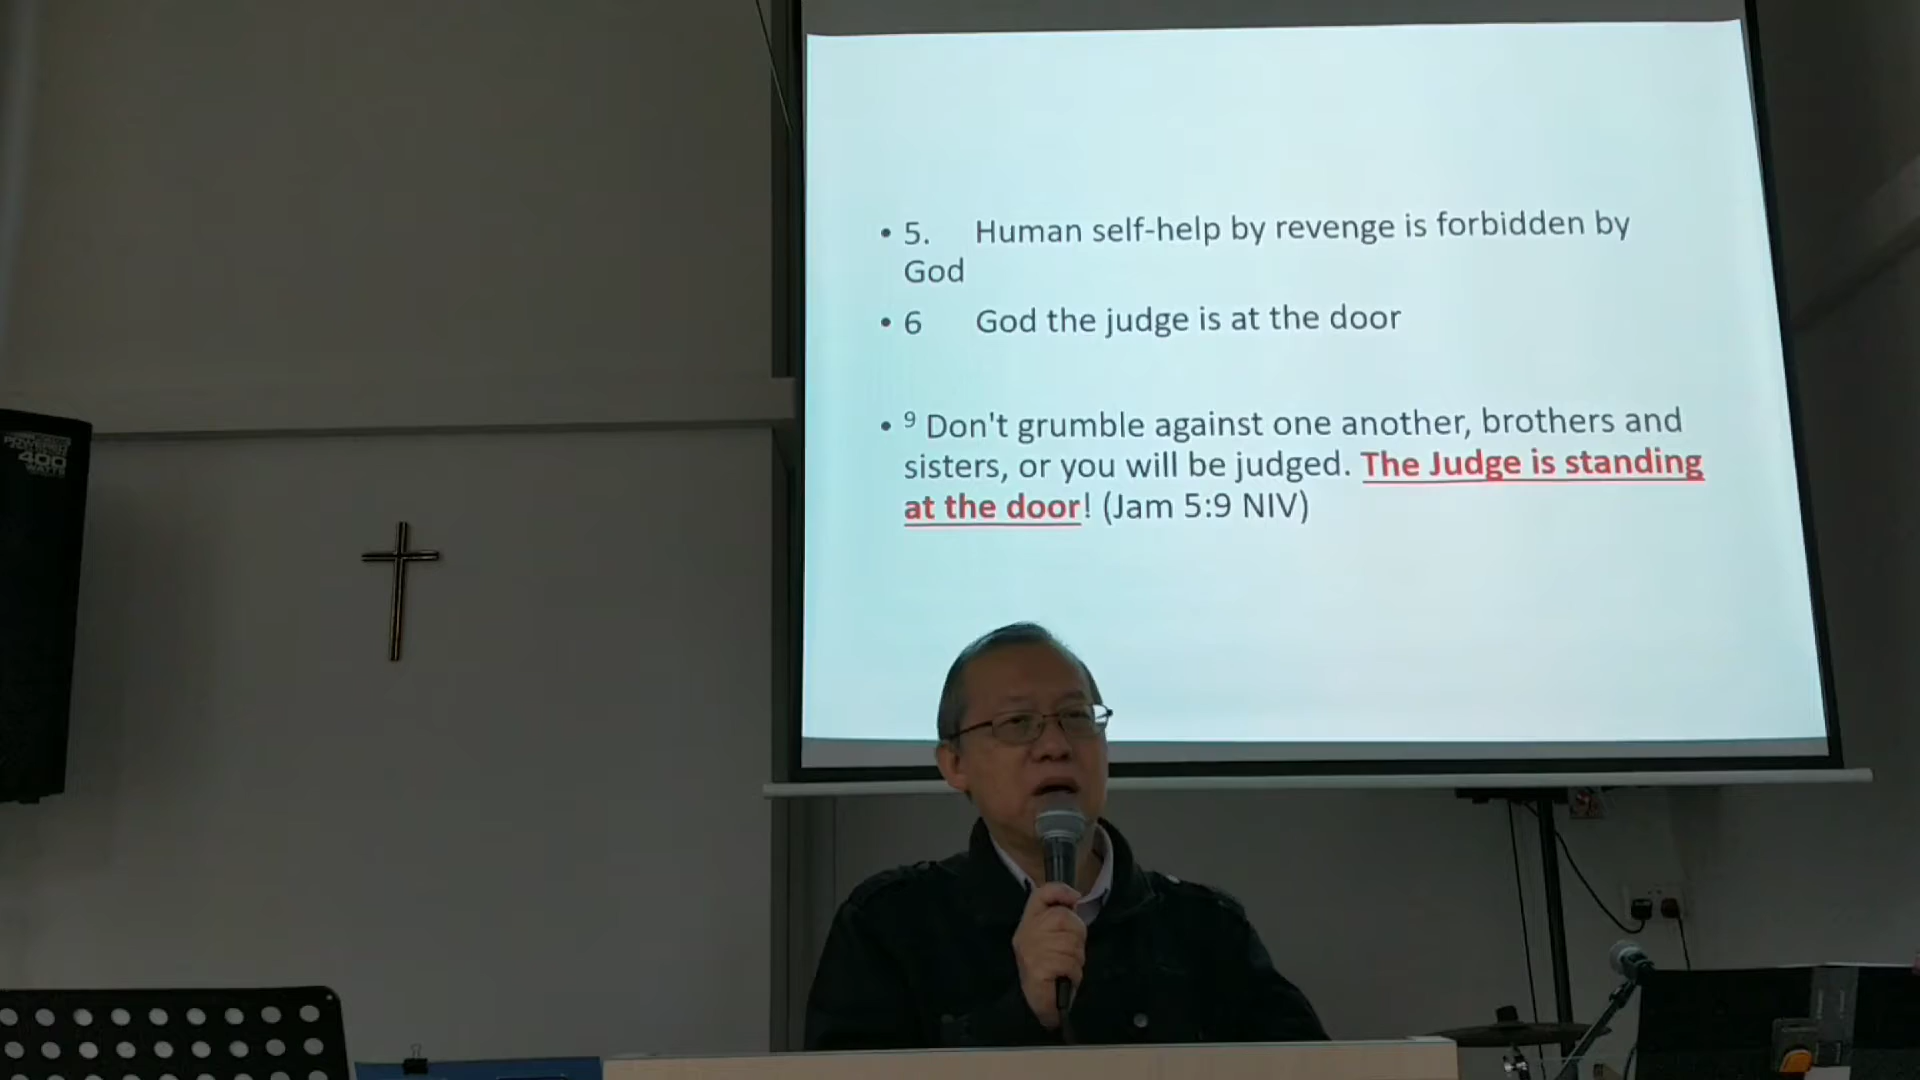 POWERED
400
WATTS
• 5. Human self-help by revenge is forbidden by
God
• 6 God the judge is at the door
• 9 Don't grumble against one another, brothers and
sisters, or you will be judged. The Judge is standing
at the door! (Jam 5:9 NIV)